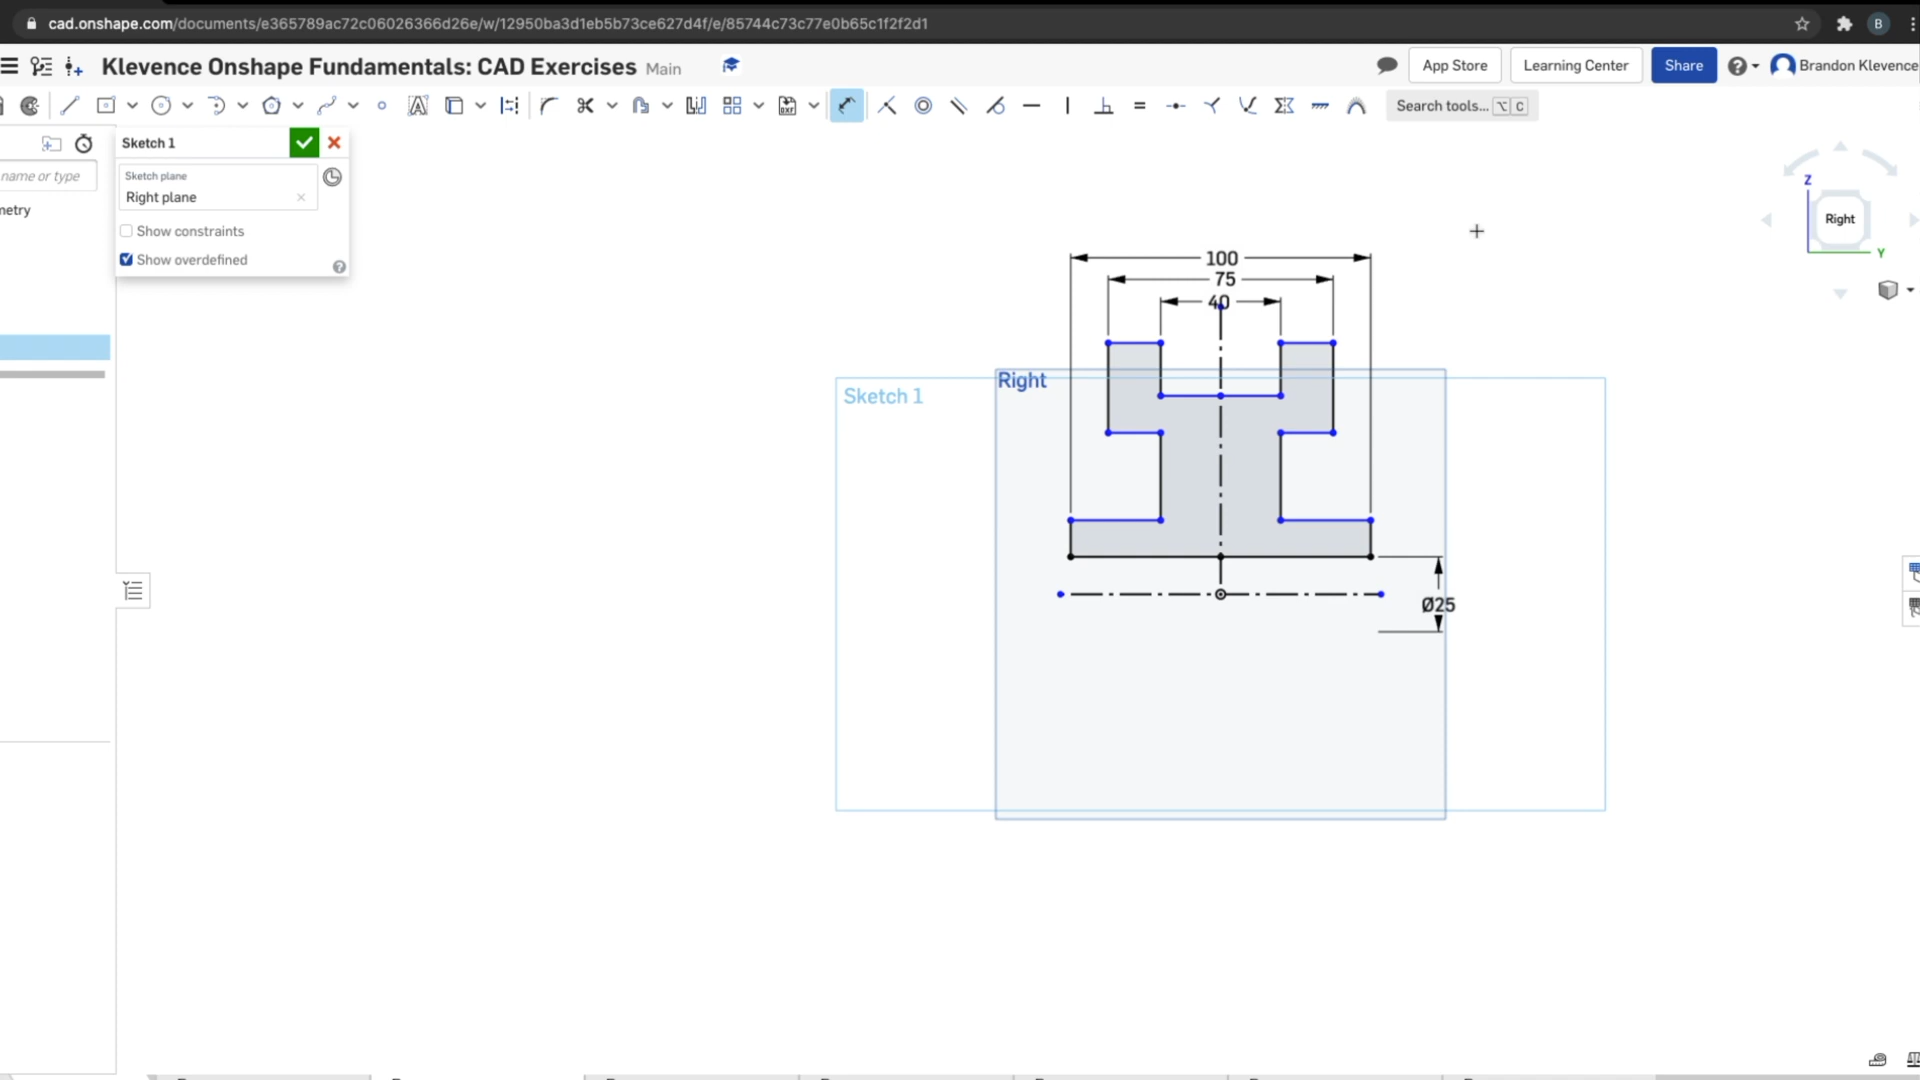 cad.onshape.com/documents/e365789ac72c06026366d26e/w/12950ba3d1eb5b73ce627d4f/e/85744c73c77e0b65c1f2f2d1
B
Klevence Onshape Fundamentals: CAD Exercises Main
App Store
Learning Center
Share
Brandon Klevence
Search tools... ⌥ C
Sketch 1
name or type
Sketch plane
Right plane
metry
Show constraints
Show overdefined
Z
Right
Y
100
75
40
Right
Sketch 1
Ø25